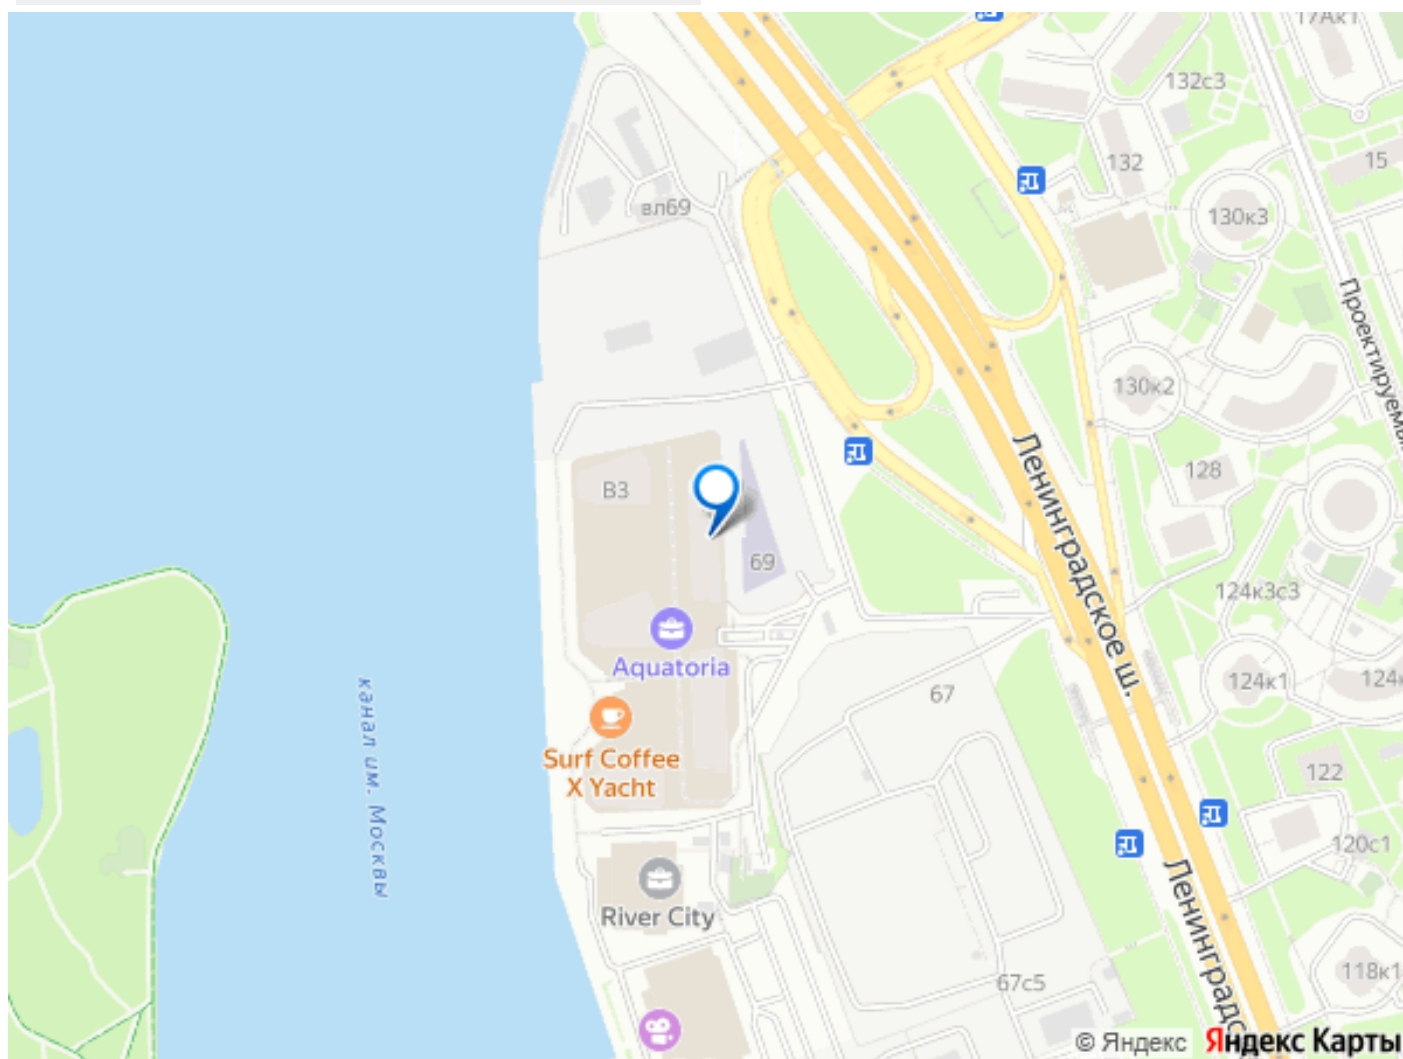 17Ак1
132с3
132
15
вл69
130к3
Проектируемы
130к2
Ленинградское ш.
128
В3
69
124к3с3
Aquatoria
124к1
124к
67
канал им. Москвы
Surf Coffee
X Yacht
122
120с1
Ленинградс
River City
118к1
67с5
© Яндекс Яндекс Карты